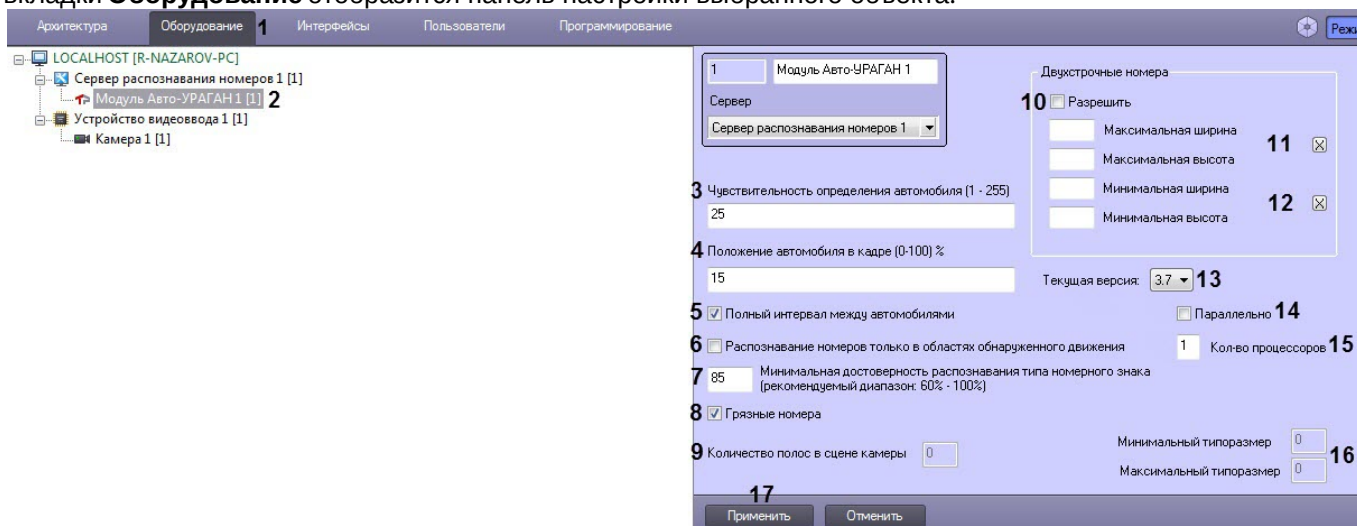 вкладки Оборудование отобразится панель настройки выбранного объекта.
Архитектура Оборудование 1 Интерфейсы Пользователи Программирование
LOCALHOST [R-NAZAROV-PC]
Сервер распознавания номеров 1 [1]
Модуль Авто-УРАГАН 1 [1] 2
Устройство видеоввода 1 [1]
Камера 1 [1]
1 Модуль Авто-УРАГАН 1
Сервер
Сервер распознавания номеров 1
Двухстрочные номера
10 Разрешить
Максимальная ширина
11
Максимальная высота
Минимальная ширина
12
Минимальная высота
3 Чувствительность определения автомобиля (1 - 255)
25
4 Положение автомобиля в кадре (0-100) %
15
Текущая версия: 3.7 13
5 Полный интервал между автомобилями
Параллельно 14
6 Распознавание номеров только в областях обнаруженного движения
1 Кол-во процессоров 15
7 85 Минимальная достоверность распознавания типа номерного знака
(рекомендуемый диапазон: 60% - 100%)
8 Грязные номера
9 Количество полос в сцене камеры 0
Минимальный типоразмер 0
16
Максимальный типоразмер 0
17
Применить Отменить